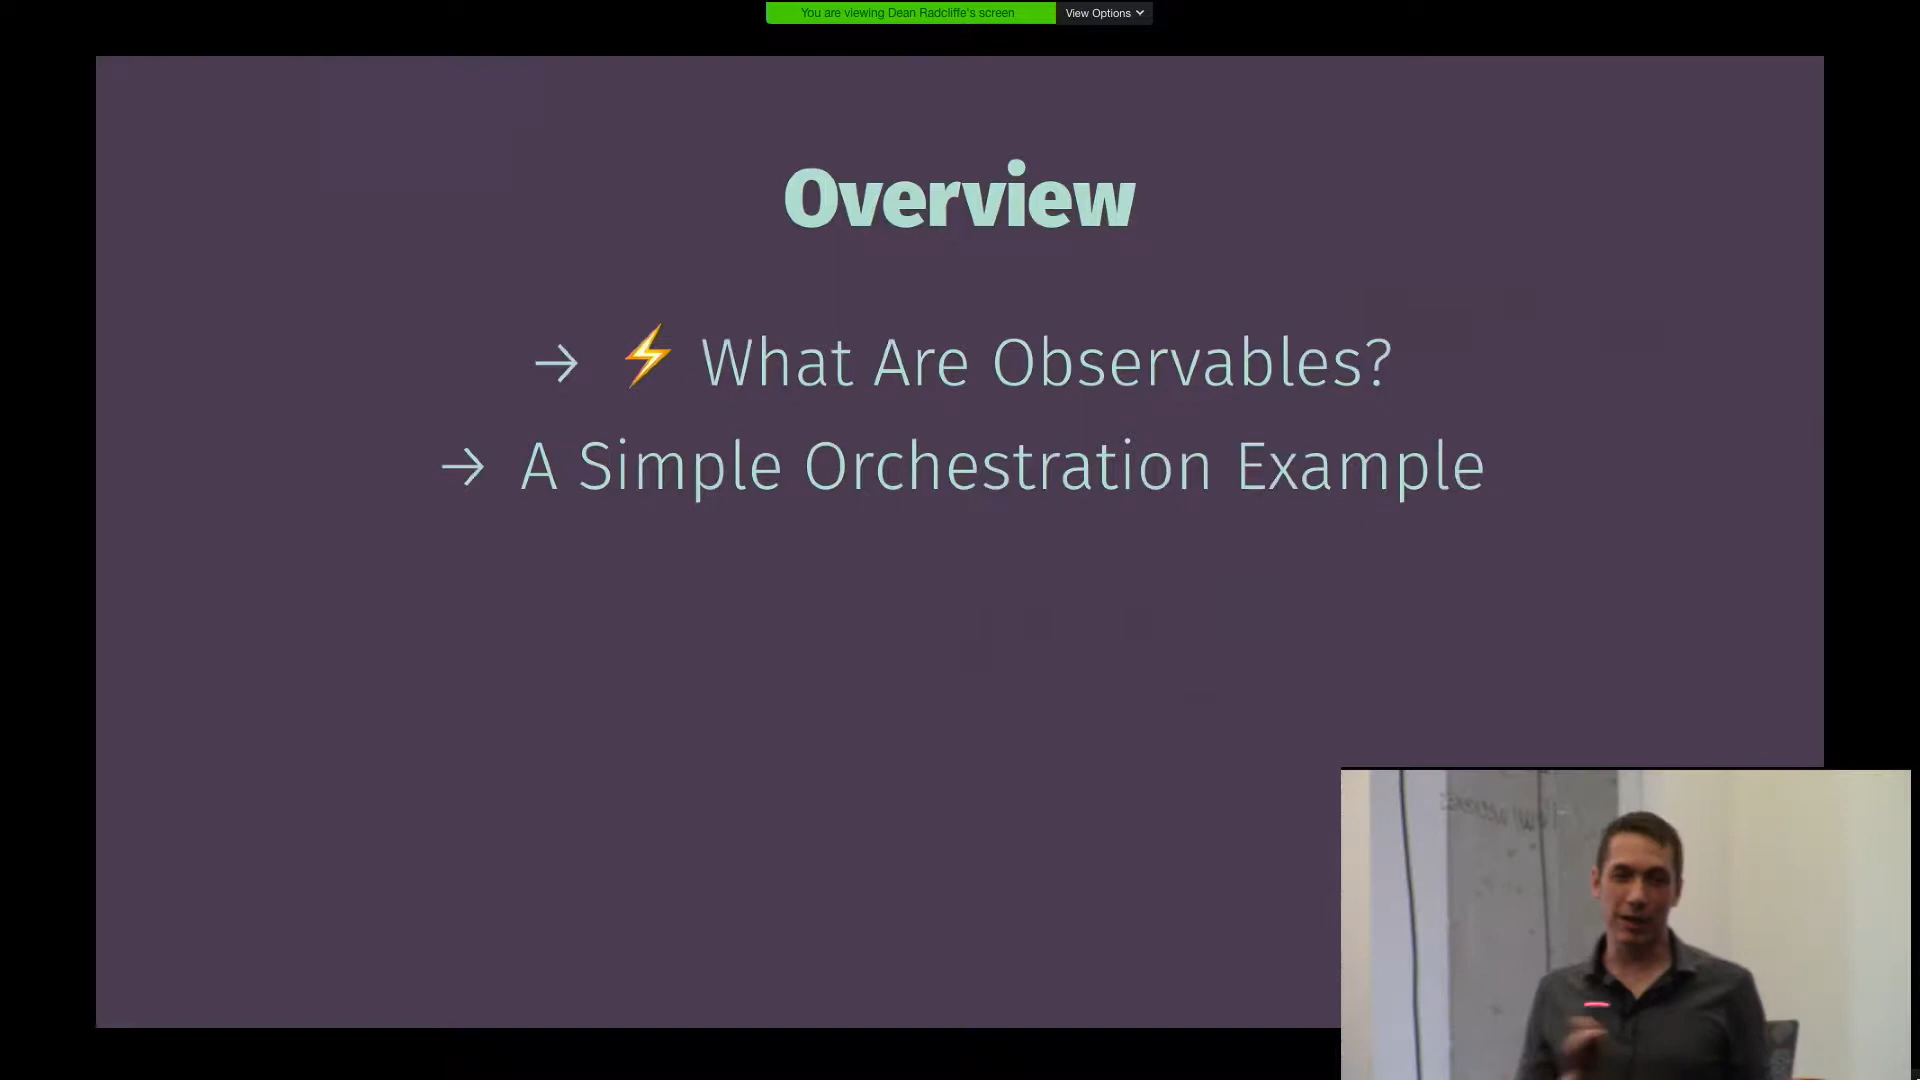 You are viewing Dean Radcliffe's screen View Options
Overview
→ ⚡ What Are Observables?
→ A Simple Orchestration Example